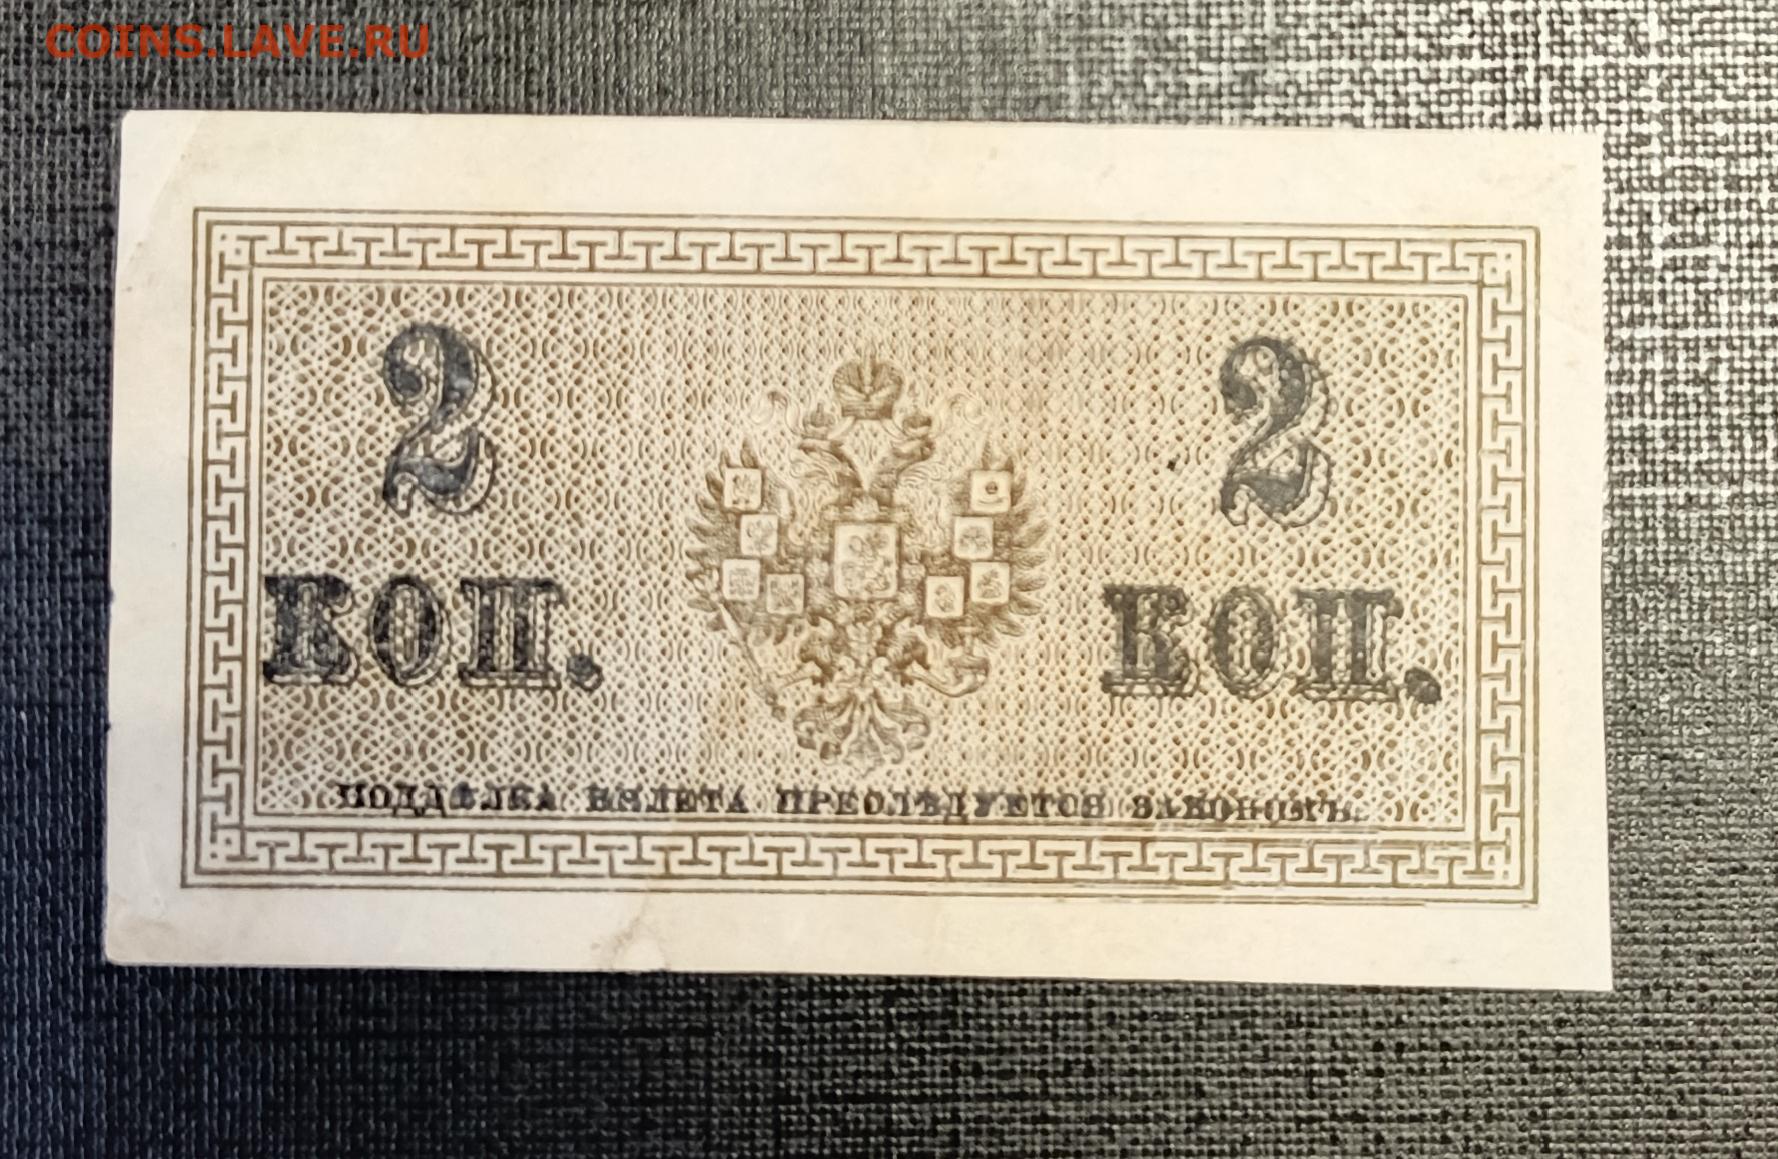 COINS.LAVE.RU
2 2
КОП. КОП.
ПОДДѢЛКА БИЛЕТА ПРЕСЛѢДУЕТСЯ ЗАКОНОМЪ.